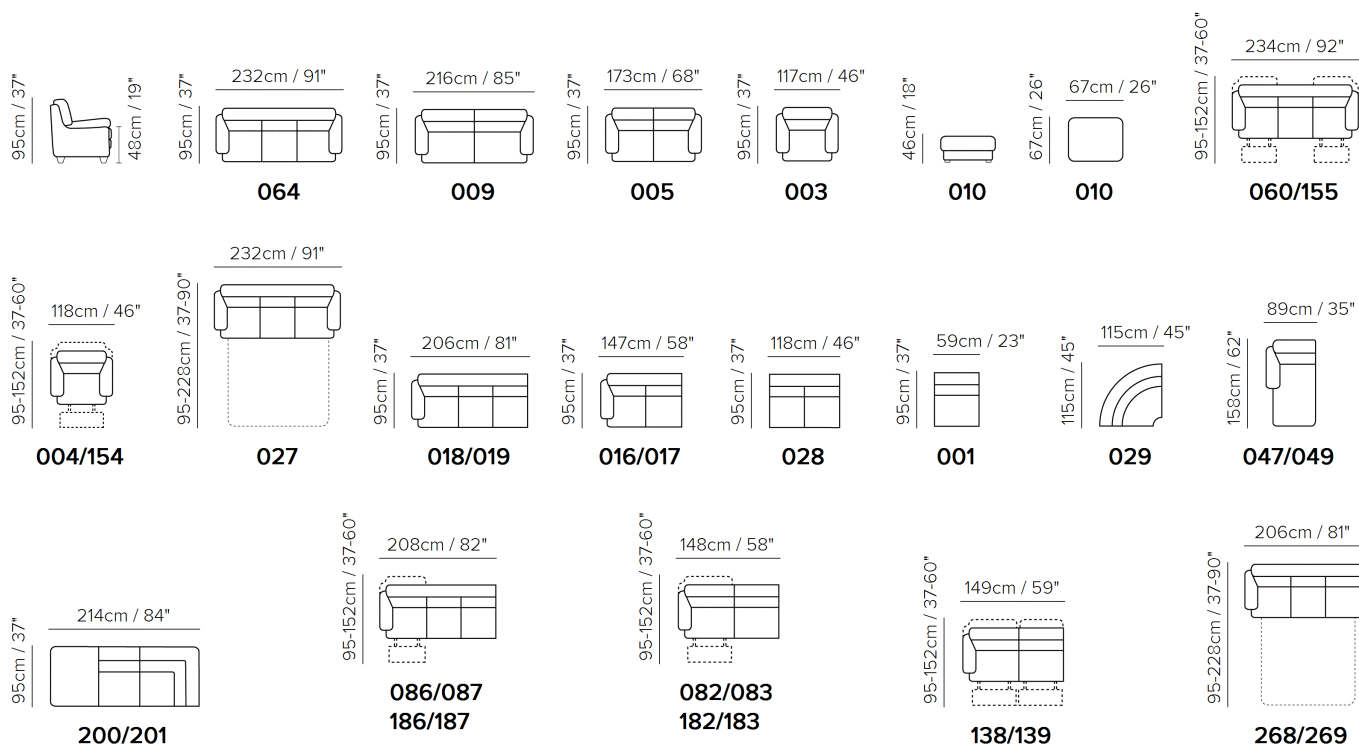 95cm / 37"
48cm / 19"
95cm / 37"
232cm / 91"
064
95cm / 37"
216cm / 85"
009
95cm / 37"
173cm / 68"
005
95cm / 37"
117cm / 46"
003
46cm / 18"
010
67cm / 26"
67cm / 26"
010
95-152cm / 37-60"
234cm / 92"
060/155
95-152cm / 37-60"
118cm / 46"
004/154
95-228cm / 37-90"
232cm / 91"
027
95cm / 37"
206cm / 81"
018/019
95cm / 37"
147cm / 58"
016/017
95cm / 37"
118cm / 46"
028
95cm / 37"
59cm / 23"
001
115cm / 45"
115cm / 45"
029
158cm / 62"
89cm / 35"
047/049
95cm / 37"
214cm / 84"
200/201
95-152cm / 37-60"
208cm / 82"
086/087
186/187
95-152cm / 37-60"
148cm / 58"
082/083
182/183
95-152cm / 37-60"
149cm / 59"
138/139
95-228cm / 37-90"
206cm / 81"
268/269